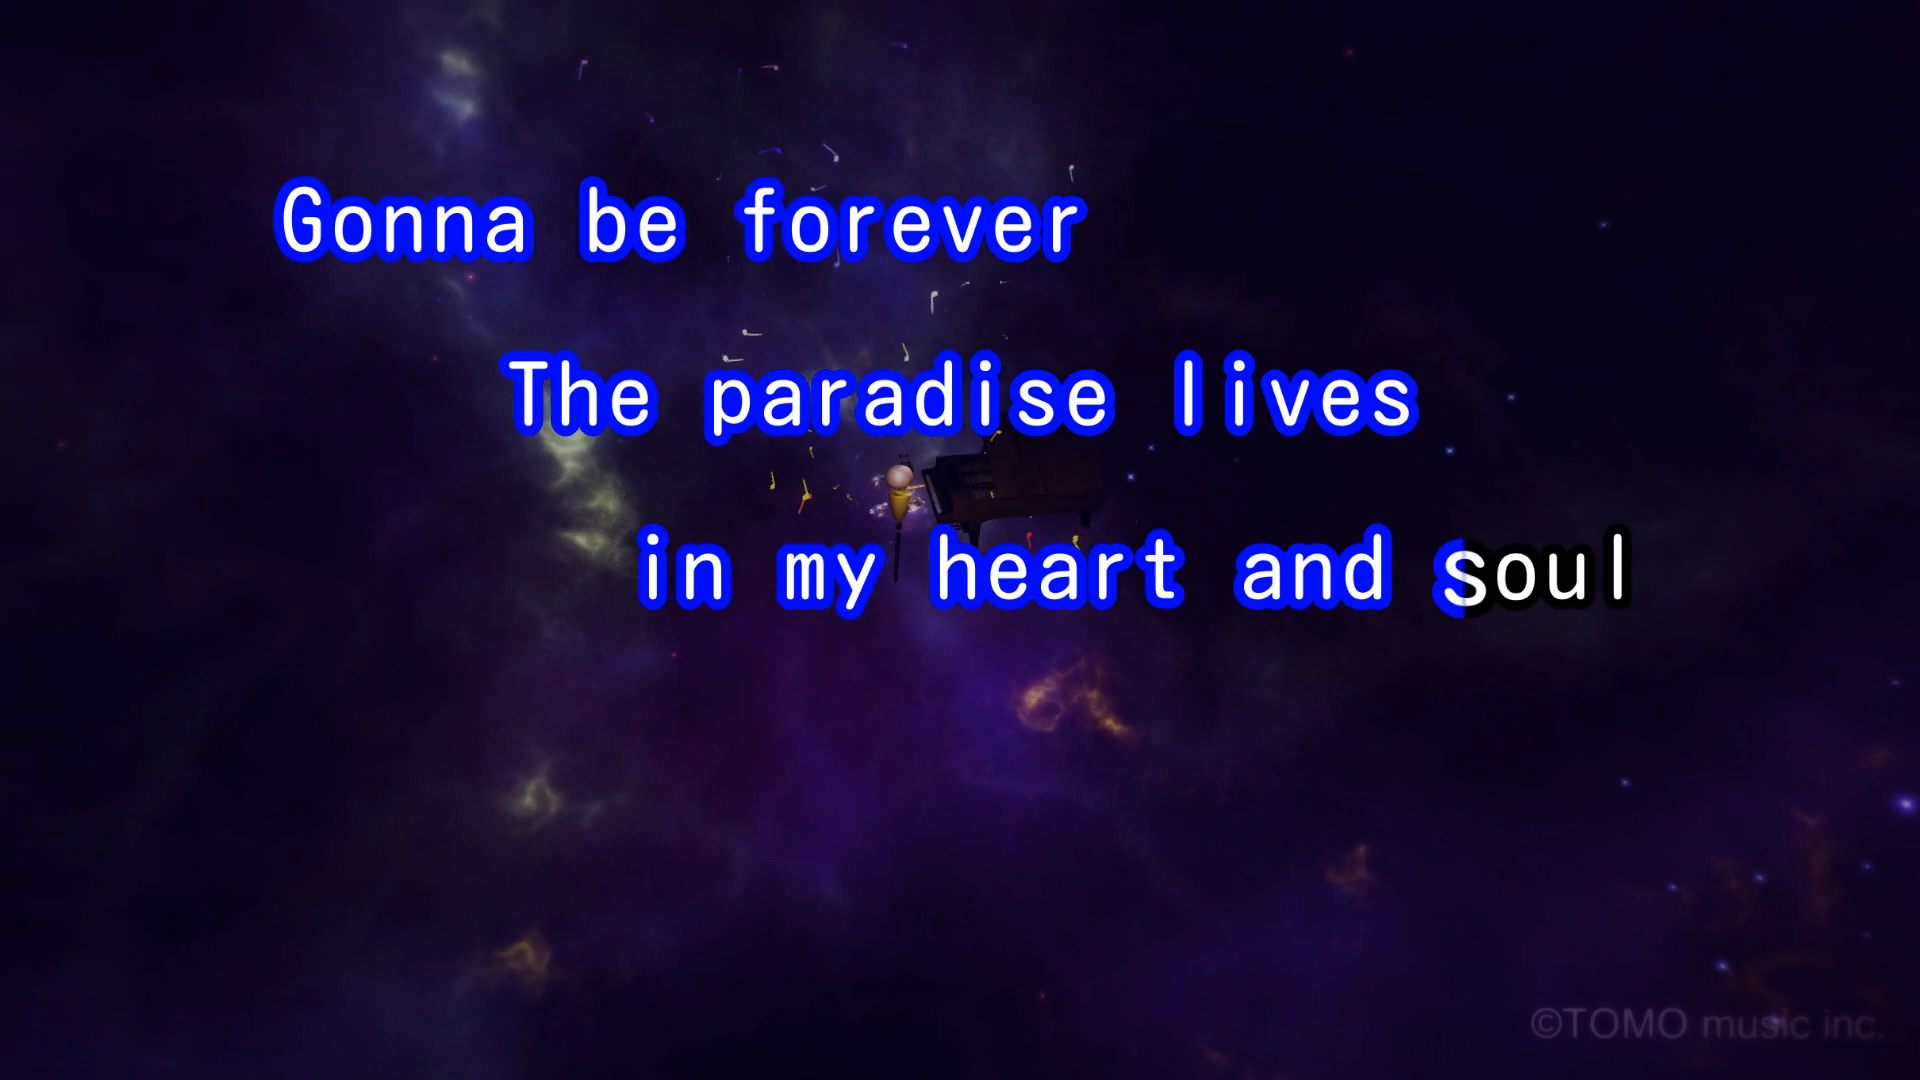 Gonna be forever
The paradise lives
in my heart and soul
©TOMO music inc.